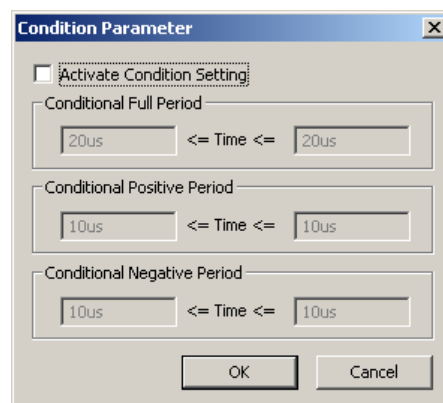 Condition Parameter
Activate Condition Setting
Conditional Full Period
20us <= Time <= 20us
Conditional Positive Period
10us <= Time <= 10us
Conditional Negative Period
10us <= Time <= 10us
OK Cancel